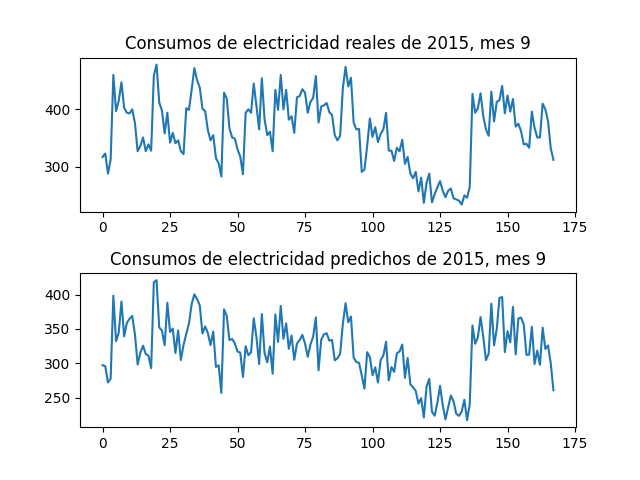 Consumos de electricidad reales de 2015, mes 9
400
300
0 25 50 75 100 125 150 175
Consumos de electricidad predichos de 2015, mes 9
400
350
300
250
0 25 50 75 100 125 150 175